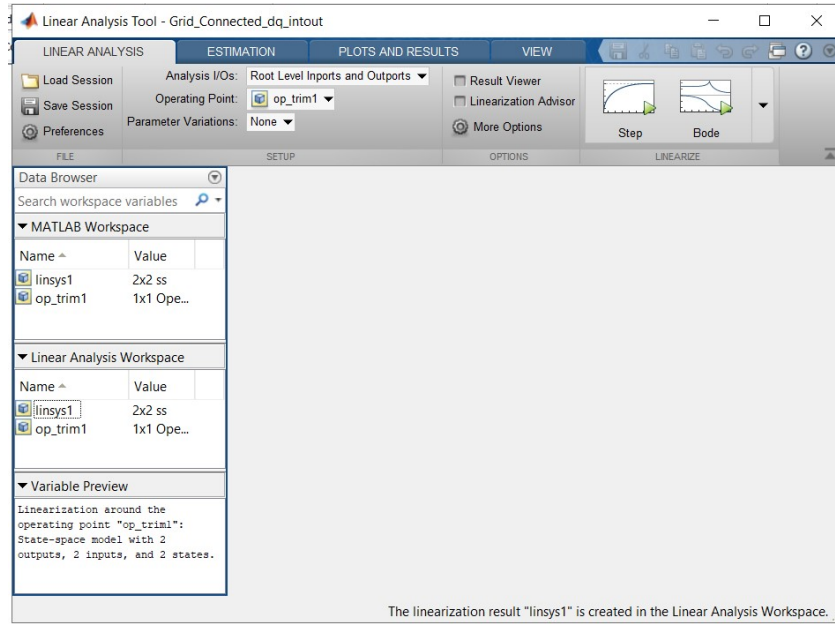 Linear Analysis Tool - Grid_Connected_dq_intout
LINEAR ANALYSIS ESTIMATION PLOTS AND RESULTS VIEW
Load Session
Save Session
Preferences
FILE
Analysis I/Os: Root Level Inports and Outports
Operating Point: op_trim1
Parameter Variations: None
SETUP
Result Viewer
Linearization Advisor
More Options
OPTIONS
Step Bode
LINEARIZE
Data Browser
Search workspace variables
MATLAB Workspace
Name Value
linsys1 2x2 ss
op_trim1 1x1 Ope...
Linear Analysis Workspace
Name Value
linsys1 2x2 ss
op_trim1 1x1 Ope...
Variable Preview
Linearization around the
operating point "op_trim1":
State-space model with 2
outputs, 2 inputs, and 2 states.
The linearization result "linsys1" is created in the Linear Analysis Workspace.